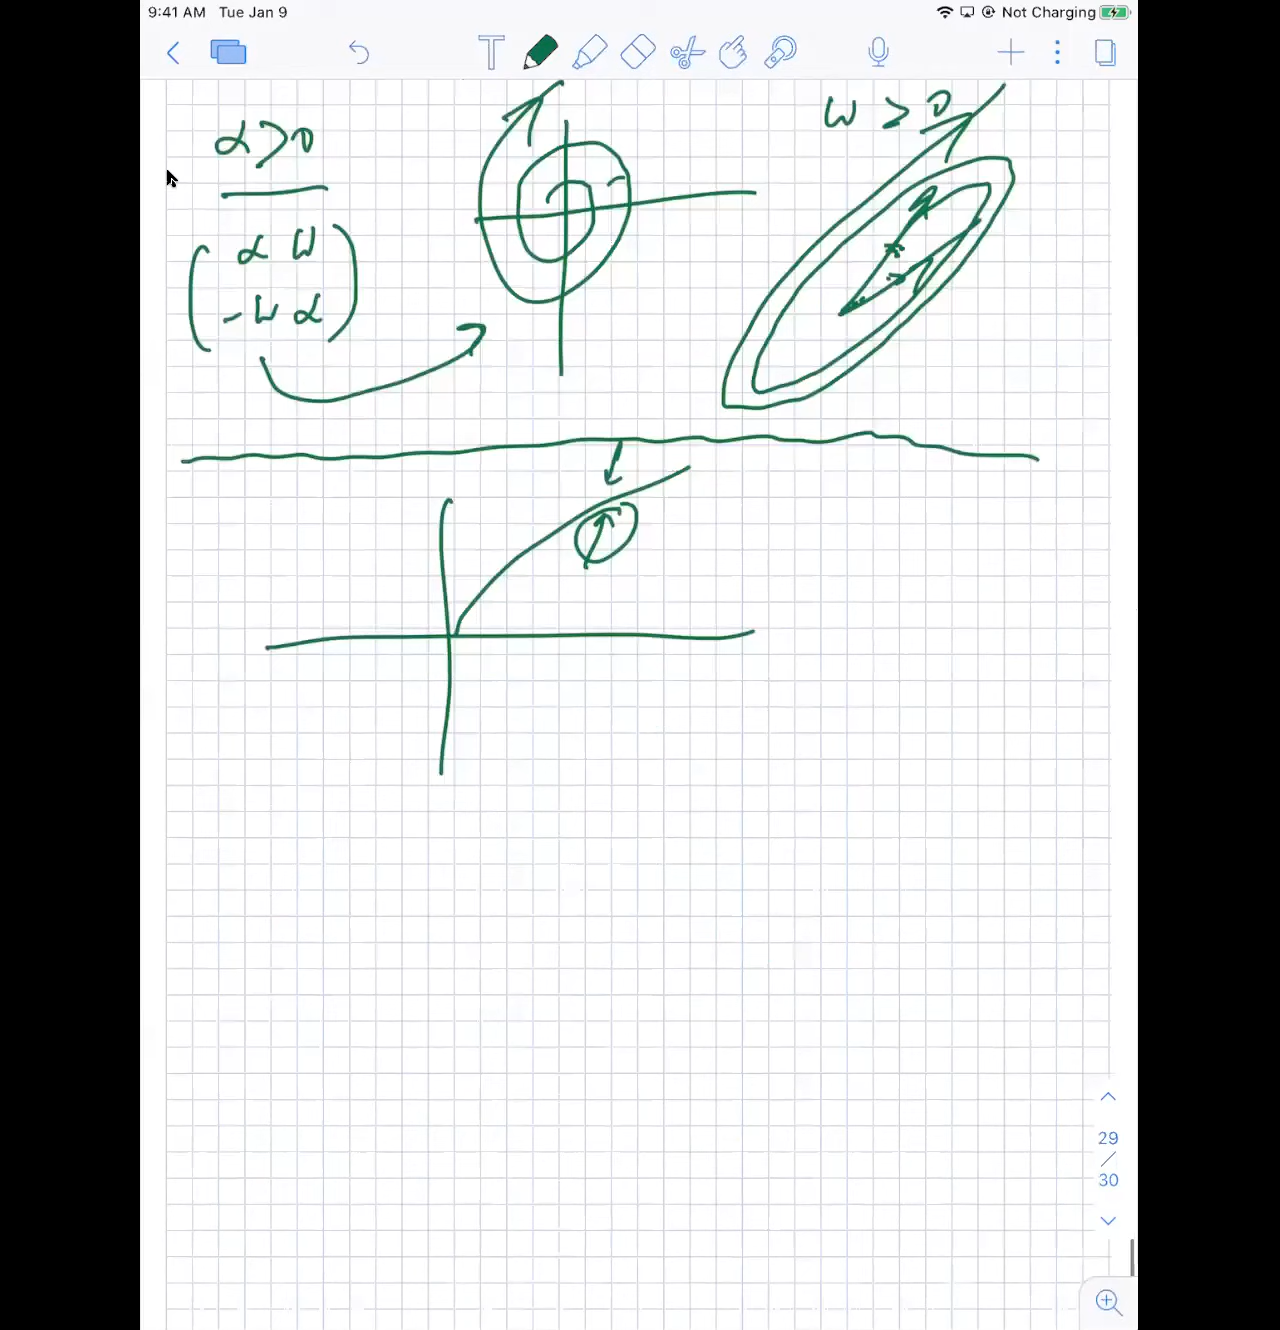 9:41 AM Tue Jan 9
Not Charging
T
α > 0
W > 0
α W
-W α
29
30